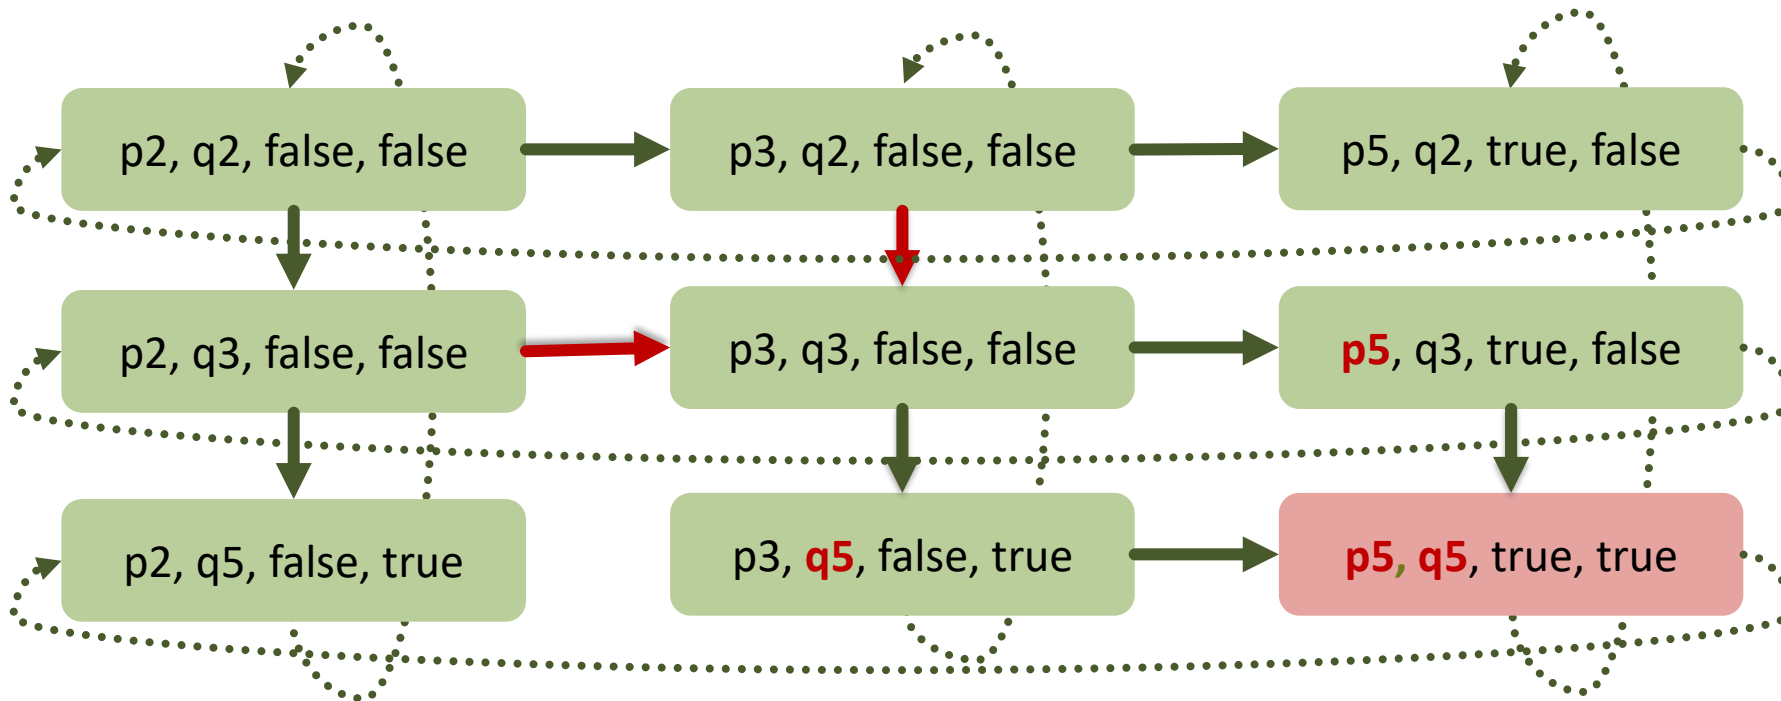 p2, q2, false, false
p3, q2, false, false
p5, q2, true, false
p2, q3, false, false
p3, q3, false, false
p5, q3, true, false
p2, q5, false, true
p3, q5, false, true
p5, q5, true, true